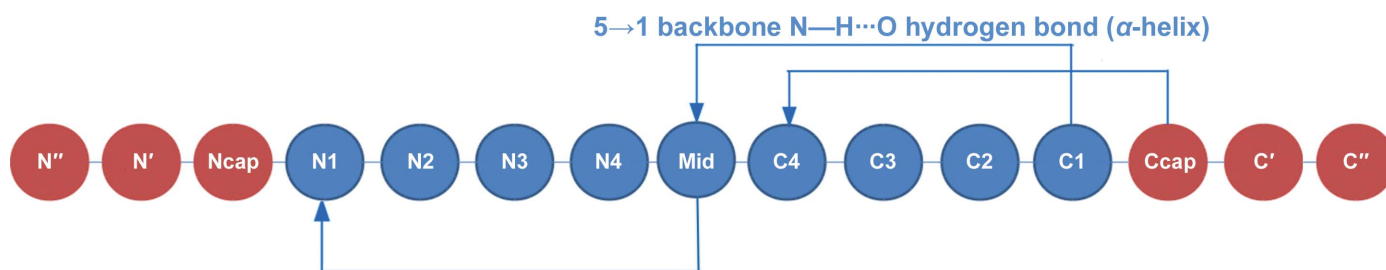 5→1 backbone N—H···O hydrogen bond (α-helix)
N″ N′ Ncap N1 N2 N3 N4 Mid C4 C3 C2 C1 Ccap C′ C″